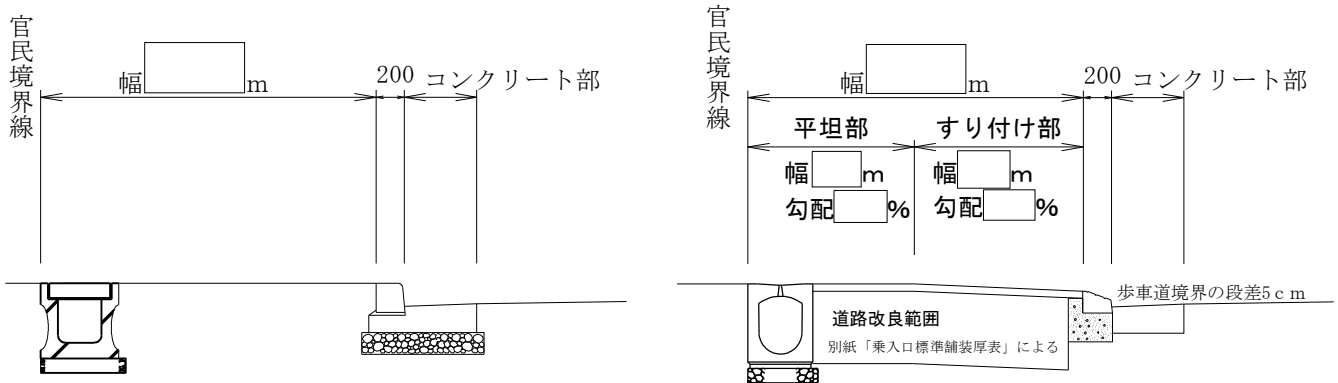 官民境界線
幅 m
200
コンクリート部
官民境界線
幅 m
200
コンクリート部
平坦部
すり付け部
幅 m
勾配 %
幅 m
勾配 %
歩車道境界の段差5ｃｍ
道路改良範囲
別紙「乗入口標準舗装厚表」による